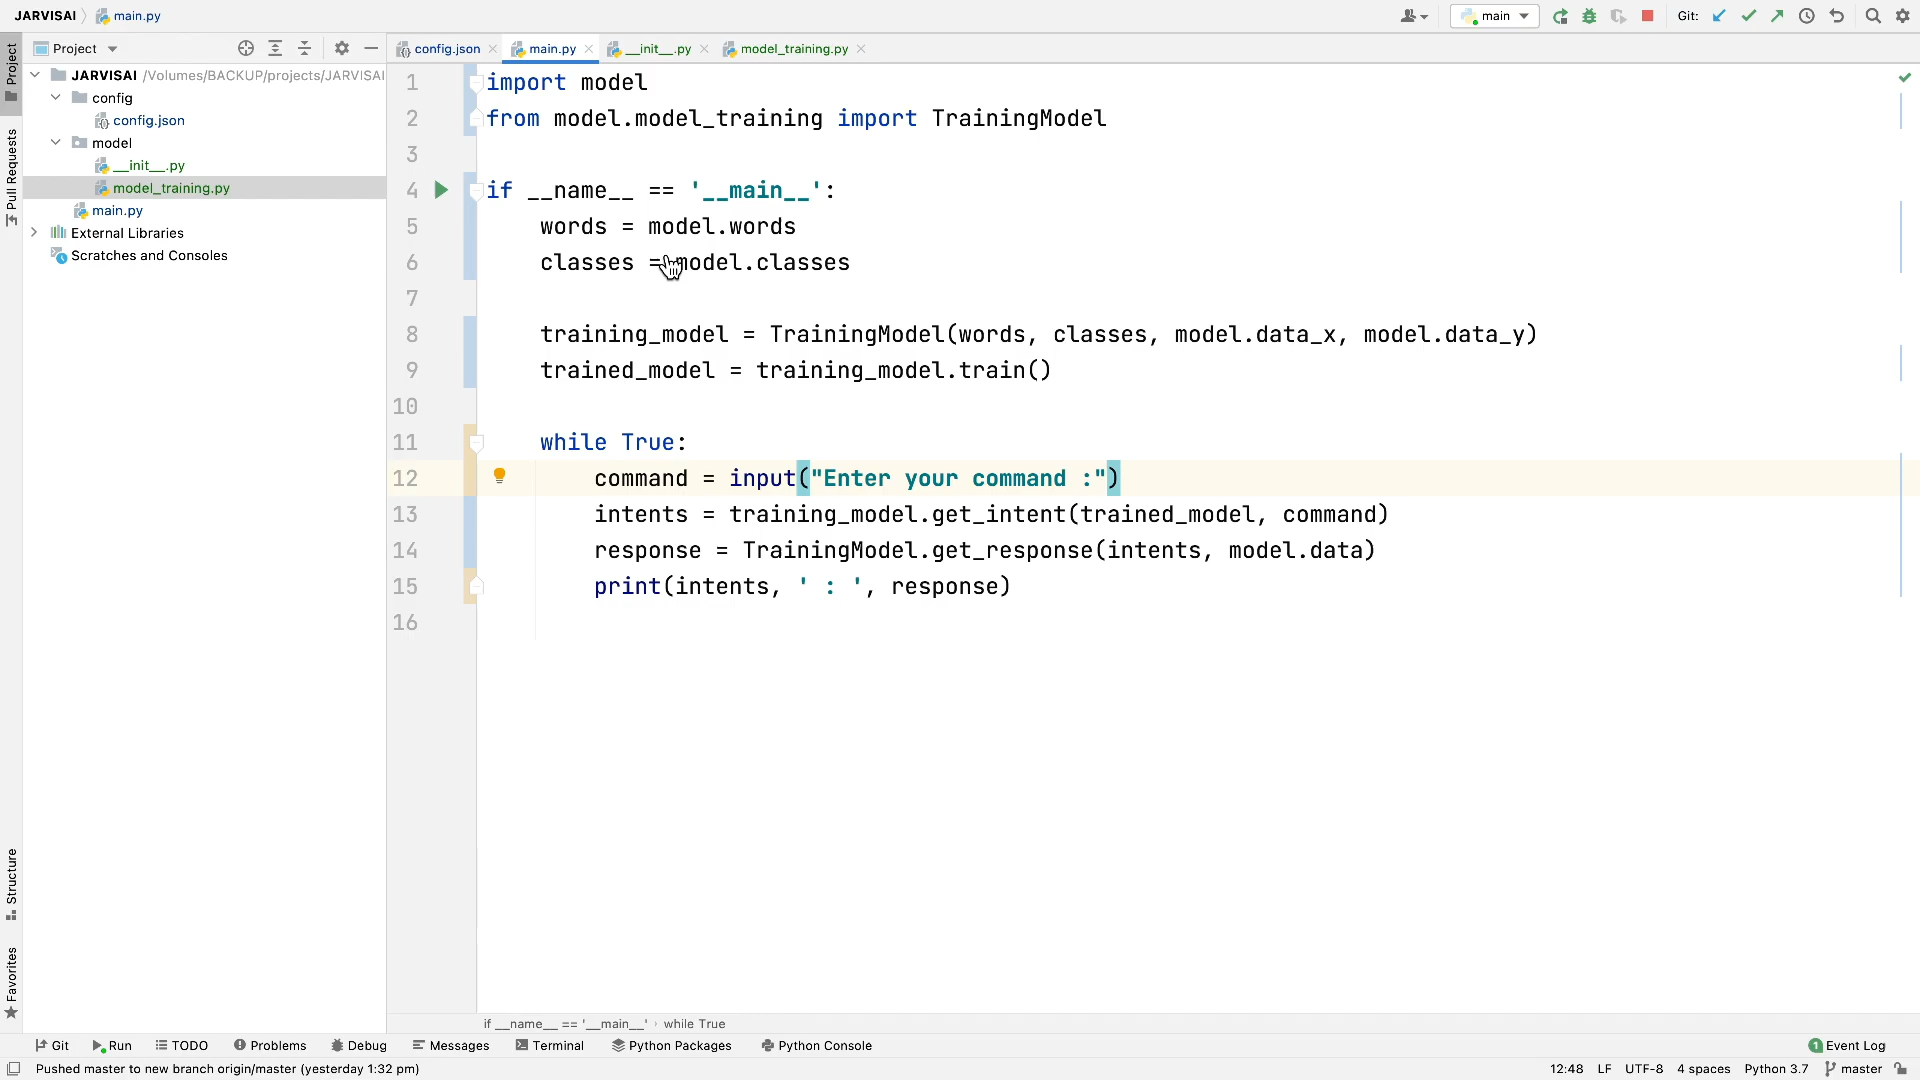 JARVISAI main.py main Git:
Project config.json main.py __init__.py model_training.py
JARVISAI /Volumes/BACKUP/projects/JARVISAI
config
config.json
model
__init__.py
model_training.py
main.py
External Libraries
Scratches and Consoles
Project
Pull Requests
Structure
Favorites
1 import model
2 from model.model_training import TrainingModel
3
4 if __name__ == '__main__':
5 words = model.words
6 classes = model.classes
7
8 training_model = TrainingModel(words, classes, model.data_x, model.data_y)
9 trained_model = training_model.train()
10
11 while True:
12 command = input("Enter your command :")
13 intents = training_model.get_intent(trained_model, command)
14 response = TrainingModel.get_response(intents, model.data)
15 print(intents, ' : ', response)
16
if __name__ == '__main__' › while True
Git Run TODO Problems Debug Messages Terminal Python Packages Python Console 1 Event Log
Pushed master to new branch origin/master (yesterday 1:32 pm) 12:48 LF UTF-8 4 spaces Python 3.7 master